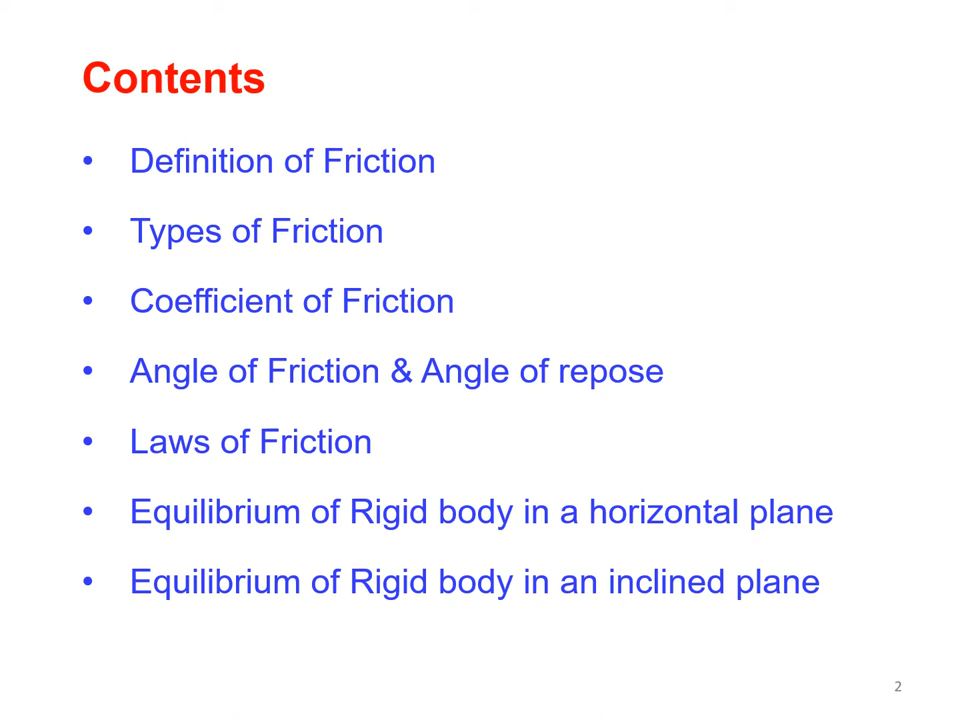 Contents
• Definition of Friction
• Types of Friction
• Coefficient of Friction
• Angle of Friction & Angle of repose
• Laws of Friction
• Equilibrium of Rigid body in a horizontal plane
• Equilibrium of Rigid body in an inclined plane
2